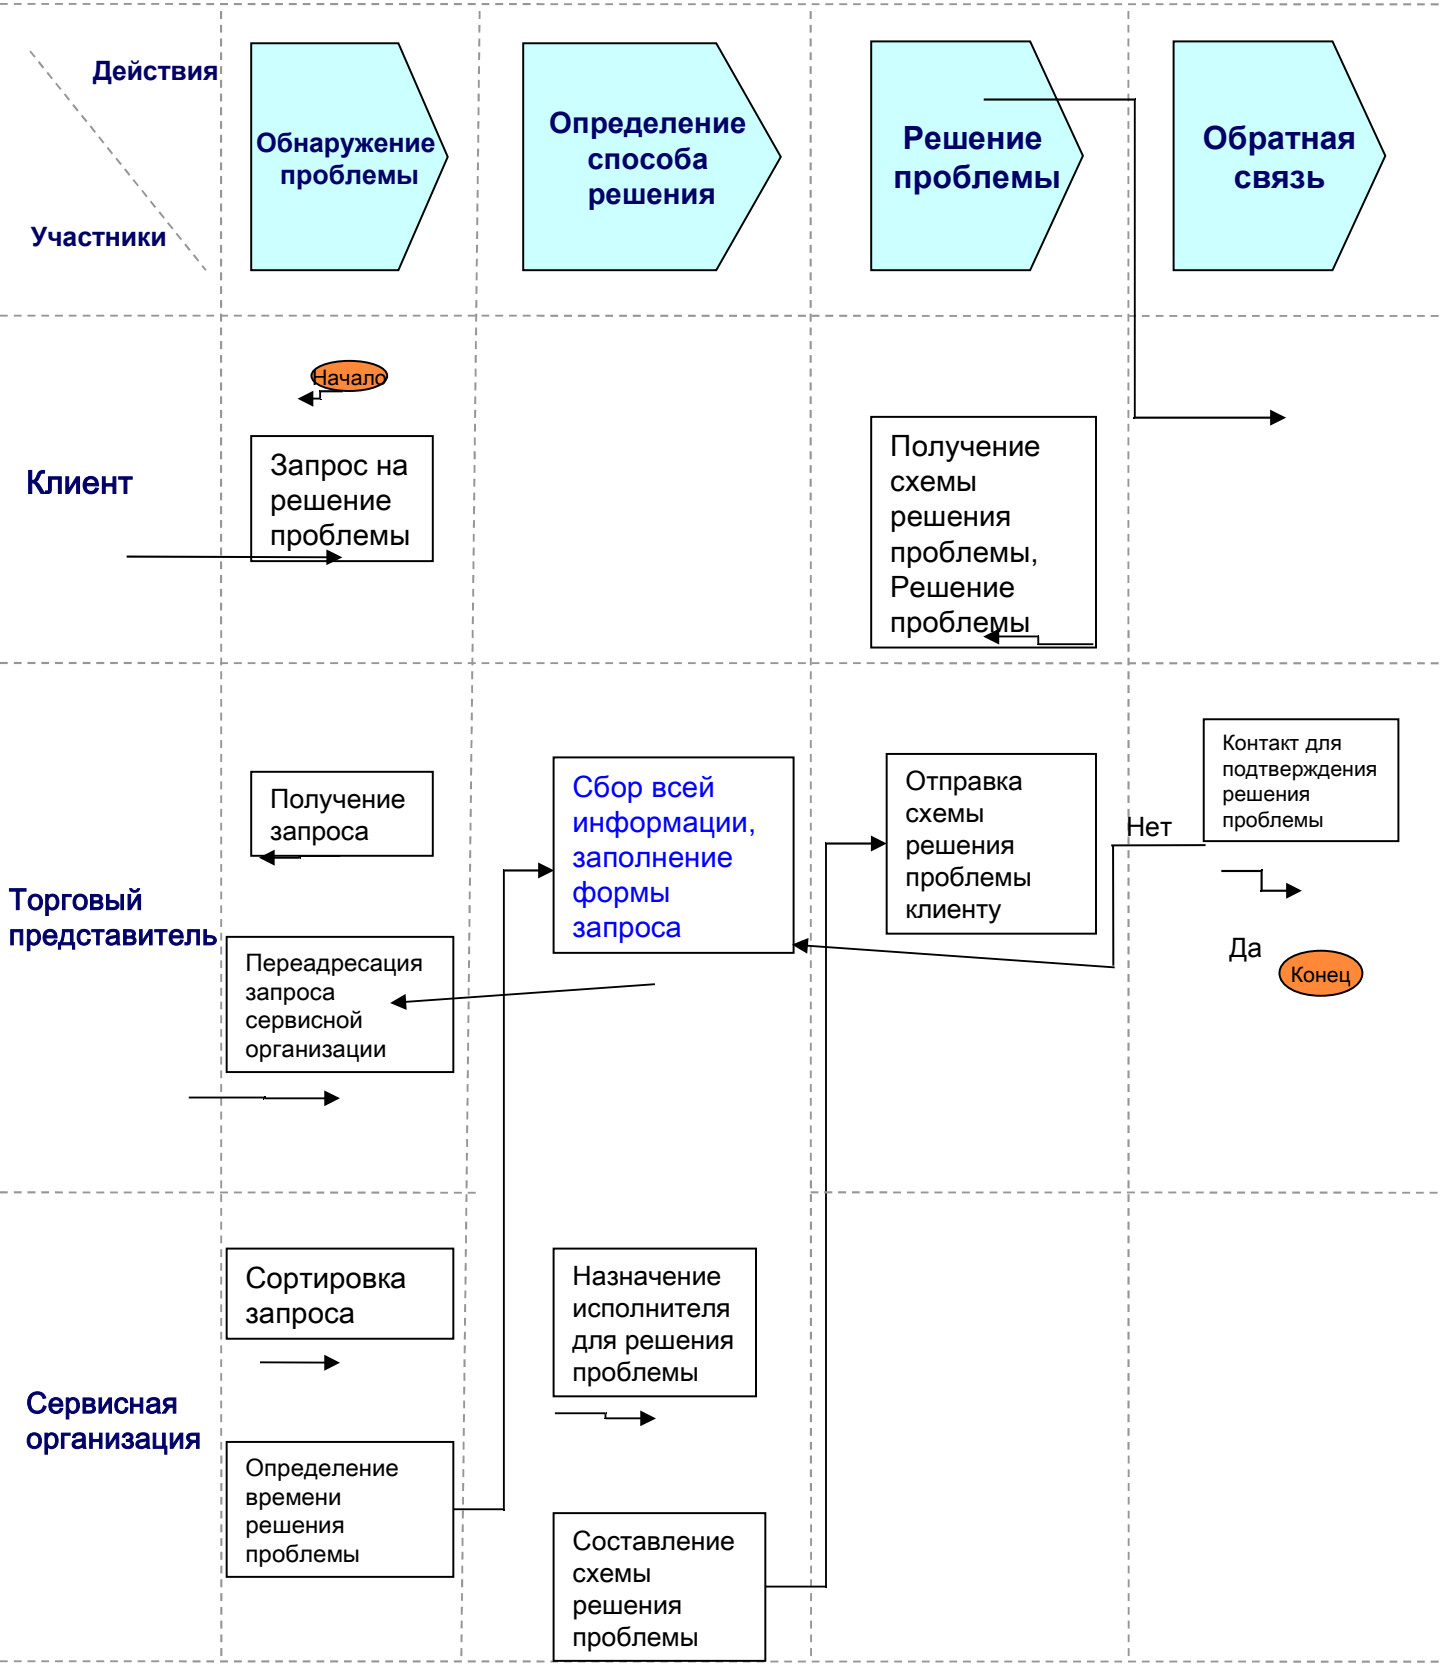 Действия
Участники
Обнаружение
проблемы
Определение
способа
решения
Решение
проблемы
Обратная
связь
Клиент
Начало
Запрос на
решение
проблемы
Получение
схемы
решения
проблемы,
Решение
проблемы
Торговый
представитель
Получение
запроса
Переадресация
запроса
сервисной
организации
Сбор всей
информации,
заполнение
формы
запроса
Отправка
схемы
решения
проблемы
клиенту
Нет
Контакт для
подтверждения
решения
проблемы
Да
Конец
Сервисная
организация
Сортировка
запроса
Определение
времени
решения
проблемы
Назначение
исполнителя
для решения
проблемы
Составление
схемы
решения
проблемы